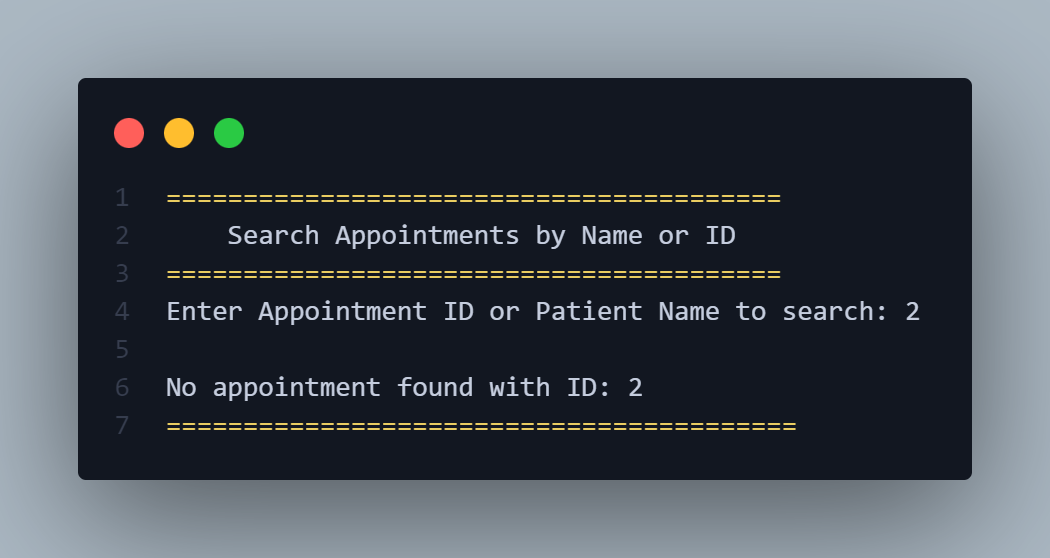 1 ========================================
2     Search Appointments by Name or ID
3 ========================================
4 Enter Appointment ID or Patient Name to search: 2
5
6 No appointment found with ID: 2
7 =========================================